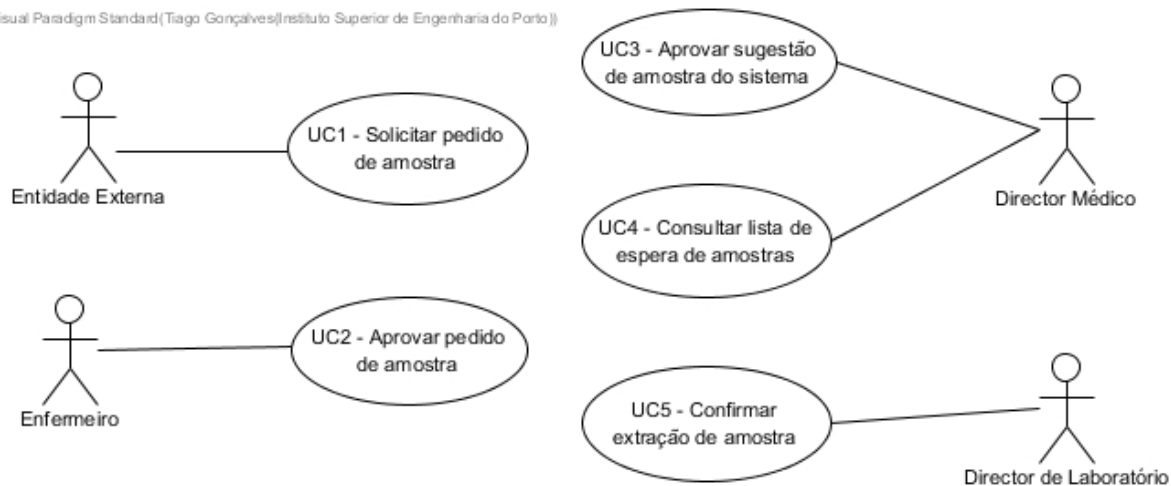 isual Paradigm Standard(Tiago Gonçalves(Instituto Superior de Engenharia do Porto))
UC1 - Solicitar pedido
de amostra
Entidade Externa
UC2 - Aprovar pedido
de amostra
Enfermeiro
UC3 - Aprovar sugestão
de amostra do sistema
UC4 - Consultar lista de
espera de amostras
Director Médico
UC5 - Confirmar
extração de amostra
Director de Laboratório